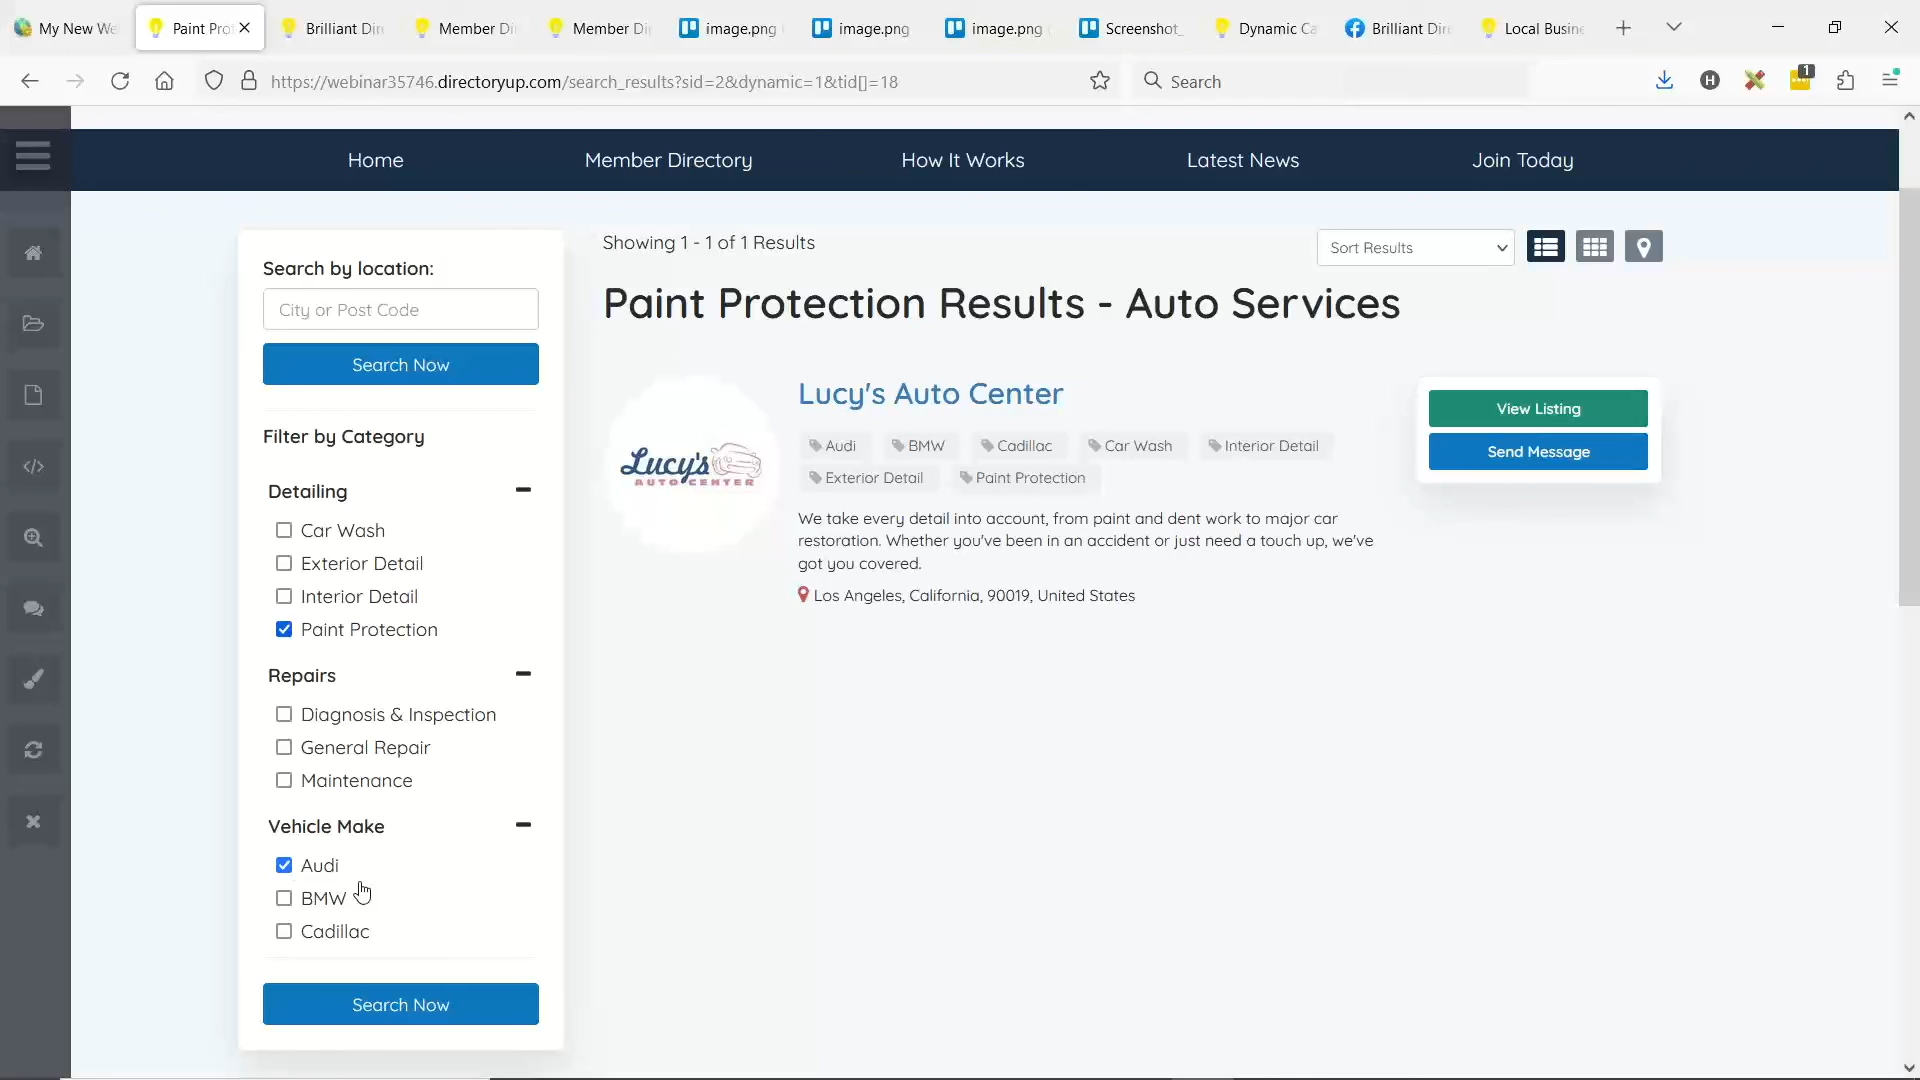 My New We
Paint Pro
Brilliant Dire
Member Di
Member Di
image.png
image.png
image.png
Screenshot_
Dynamic Ca
Brilliant Dire
Local Busine
https://webinar35746.directoryup.com/search_results?sid=2&dynamic=1&tid[]=18
Search
H
1
Home
Member Directory
How It Works
Latest News
Join Today
Search by location:
City or Post Code
Search Now
Filter by Category
Detailing
Car Wash
Exterior Detail
Interior Detail
Paint Protection
Repairs
Diagnosis & Inspection
General Repair
Maintenance
Vehicle Make
Audi
BMW
Cadillac
Search Now
Showing 1 - 1 of 1 Results
Sort Results
Paint Protection Results - Auto Services
Lucy's
AUTO CENTER
Lucy's Auto Center
Audi BMW Cadillac Car Wash Interior Detail
Exterior Detail Paint Protection
We take every detail into account, from paint and dent work to major car
restoration. Whether you've been in an accident or just need a touch up, we've
got you covered.
Los Angeles, California, 90019, United States
View Listing
Send Message